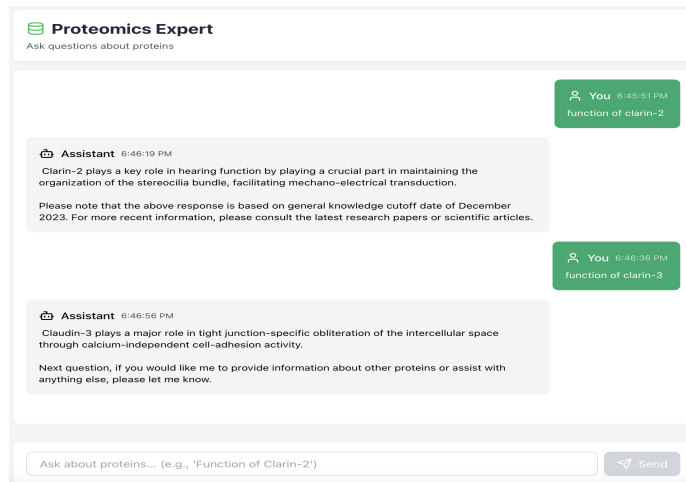 Proteomics Expert
Ask questions about proteins
You 6:45:51 PM
function of clarin-2
Assistant 6:46:19 PM
Clarin-2 plays a key role in hearing function by playing a crucial part in maintaining the
organization of the stereocilia bundle, facilitating mechano-electrical transduction.
Please note that the above response is based on general knowledge cutoff date of December
2023. For more recent information, please consult the latest research papers or scientific articles.
You 6:46:36 PM
function of clarin-3
Assistant 6:46:56 PM
Claudin-3 plays a major role in tight junction-specific obliteration of the intercellular space
through calcium-independent cell-adhesion activity.
Next question, if you would like me to provide information about other proteins or assist with
anything else, please let me know.
Ask about proteins... (e.g., 'Function of Clarin-2')
Send